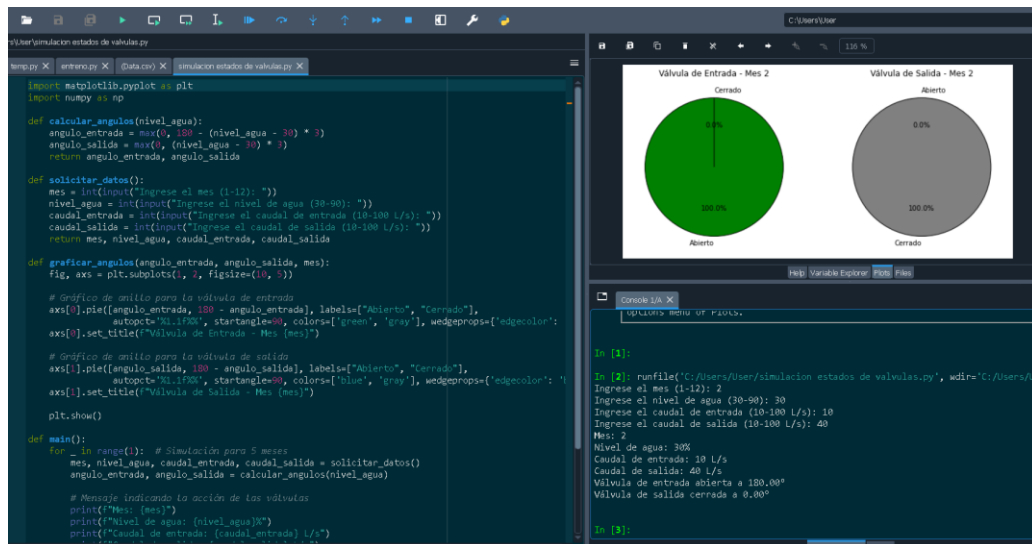 C:\Users\User
s\User\simulacion estados de valvulas.py
temp.py X entreno.py X (Data.csv) X simulacion estados de valvulas.py X
import matplotlib.pyplot as plt
import numpy as np
def calcular_angulos(nivel_agua):
angulo_entrada = max(0, 180 - (nivel_agua - 30) * 3)
angulo_salida = max(0, (nivel_agua - 30) * 3)
return angulo_entrada, angulo_salida
def solicitar_datos():
mes = int(input("Ingrese el mes (1-12): "))
nivel_agua = int(input("Ingrese el nivel de agua (30-90): "))
caudal_entrada = int(input("Ingrese el caudal de entrada (10-100 L/s): "))
caudal_salida = int(input("Ingrese el caudal de salida (10-100 L/s): "))
return mes, nivel_agua, caudal_entrada, caudal_salida
def graficar_angulos(angulo_entrada, angulo_salida, mes):
fig, axs = plt.subplots(1, 2, figsize=(10, 5))
# Gráfico de anillo para la válvula de entrada
axs[0].pie([angulo_entrada, 180 - angulo_entrada], labels=["Abierto", "Cerrado"],
autopct='%1.1f%%', startangle=90, colors=['green', 'gray'], wedgeprops={'edgecolor':
axs[0].set_title(f"Válvula de Entrada - Mes {mes}")
# Gráfico de anillo para la válvula de salida
axs[1].pie([angulo_salida, 180 - angulo_salida], labels=["Abierto", "Cerrado"],
autopct='%1.1f%%', startangle=90, colors=['blue', 'gray'], wedgeprops={'edgecolor':
axs[1].set_title(f"Válvula de Salida - Mes {mes}")
plt.show()
def main():
for _ in range(1): # Simulación para 5 meses
mes, nivel_agua, caudal_entrada, caudal_salida = solicitar_datos()
angulo_entrada, angulo_salida = calcular_angulos(nivel_agua)
# Mensaje indicando la acción de las válvulas
print(f"Mes: {mes}")
print(f"Nivel de agua: {nivel_agua}%")
print(f"Caudal de entrada: {caudal_entrada} L/s")
116 %
Válvula de Entrada - Mes 2
Cerrado
0.0%
100.0%
Abierto
Válvula de Salida - Mes 2
Abierto
0.0%
100.0%
Cerrado
Help Variable Explorer Plots Files
Console 1/A X
options menu of Plots.
In [1]:
In [2]: runfile('C:/Users/User/simulacion estados de valvulas.py', wdir='C:/Users/
Ingrese el mes (1-12): 2
Ingrese el nivel de agua (30-90): 30
Ingrese el caudal de entrada (10-100 L/s): 10
Ingrese el caudal de salida (10-100 L/s): 40
Mes: 2
Nivel de agua: 30%
Caudal de entrada: 10 L/s
Caudal de salida: 40 L/s
Válvula de entrada abierta a 180.00°
Válvula de salida cerrada a 0.00°
In [3]: